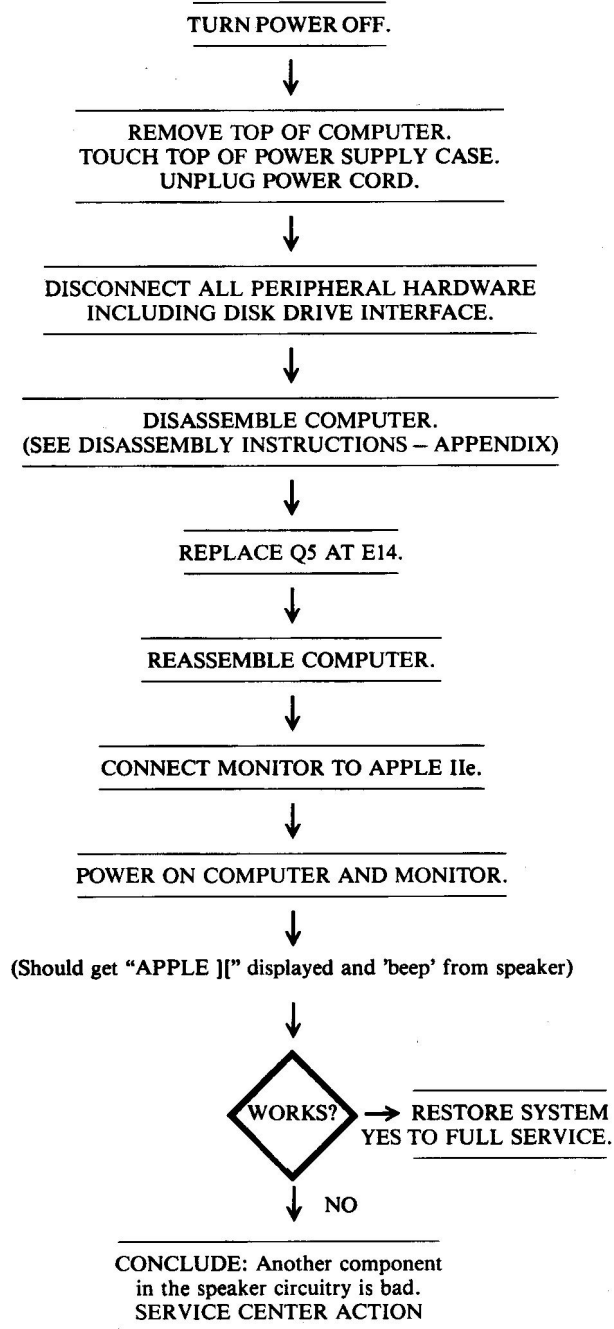 TURN POWER OFF.
REMOVE TOP OF COMPUTER.
TOUCH TOP OF POWER SUPPLY CASE.
UNPLUG POWER CORD.
DISCONNECT ALL PERIPHERAL HARDWARE
INCLUDING DISK DRIVE INTERFACE.
DISASSEMBLE COMPUTER.
(SEE DISASSEMBLY INSTRUCTIONS – APPENDIX)
REPLACE Q5 AT E14.
REASSEMBLE COMPUTER.
CONNECT MONITOR TO APPLE IIe.
POWER ON COMPUTER AND MONITOR.
(Should get “APPLE ][” displayed and 'beep' from speaker)
WORKS?
RESTORE SYSTEM
YES TO FULL SERVICE.
NO
CONCLUDE: Another component
in the speaker circuitry is bad.
SERVICE CENTER ACTION